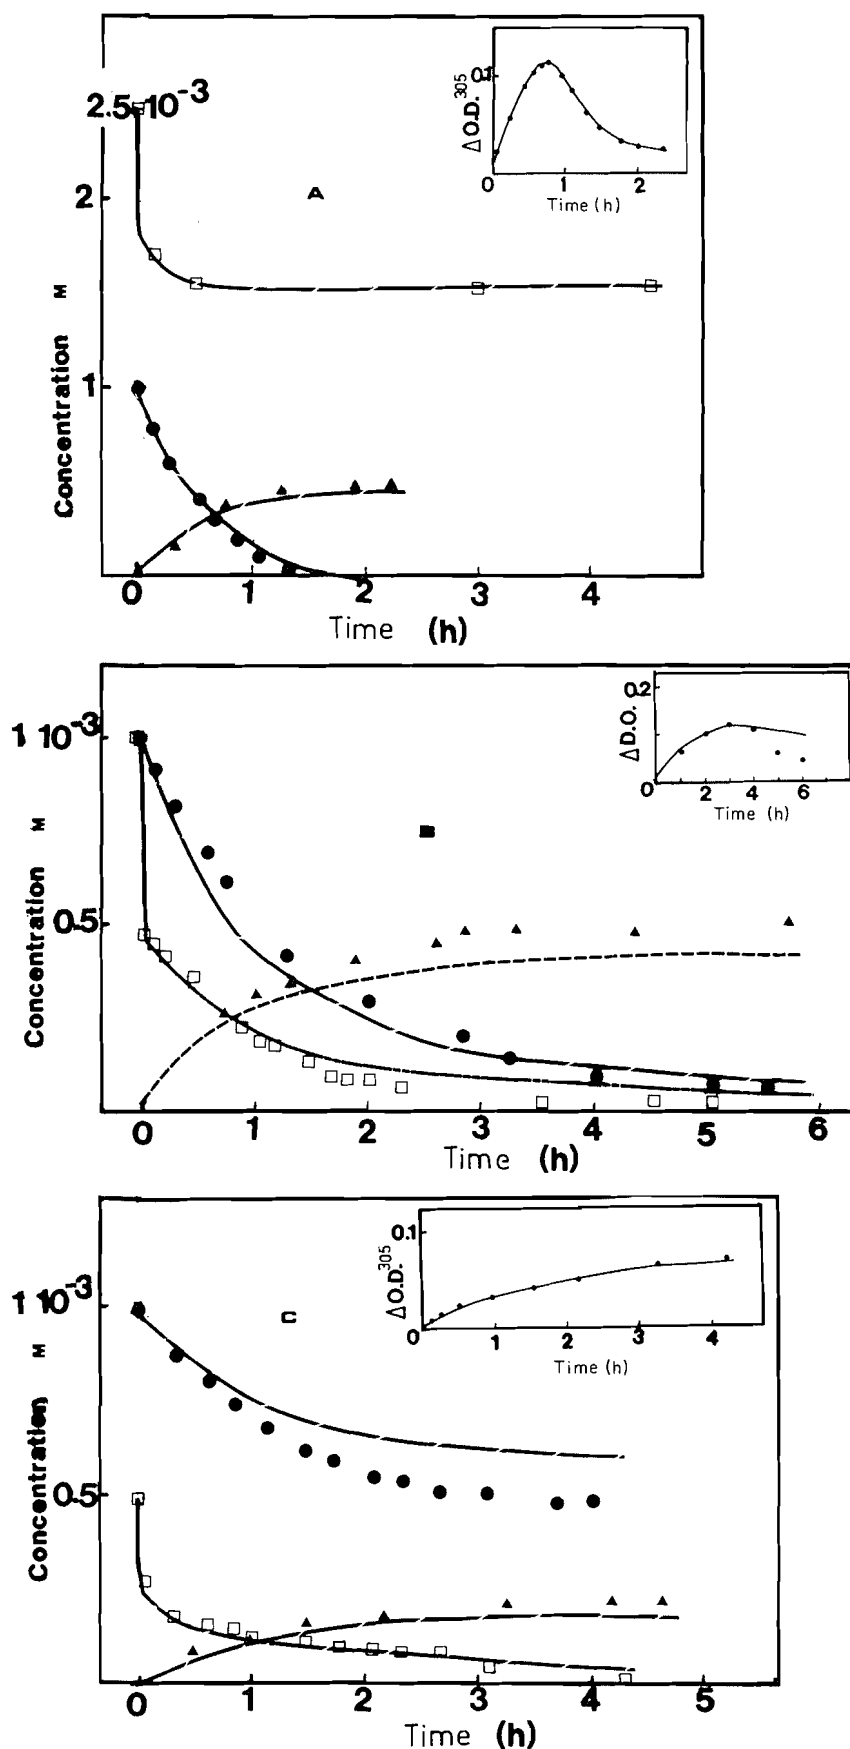 2.5 10-3
0.1
Δ O.D.305
0 1 2
Time (h)
2
A
Concentration M
1
0 1 2 3 4
Time (h)
1 10-3
0.2
Δ D.O.
0 2 4 6
Time (h)
B
Concentration M
0.5
0 1 2 3 4 5 6
Time (h)
1 10-3
0.1
Δ O.D.305
0 1 2 3 4
Time (h)
C
Concentration M
0.5
0 1 2 3 4 5
Time (h)